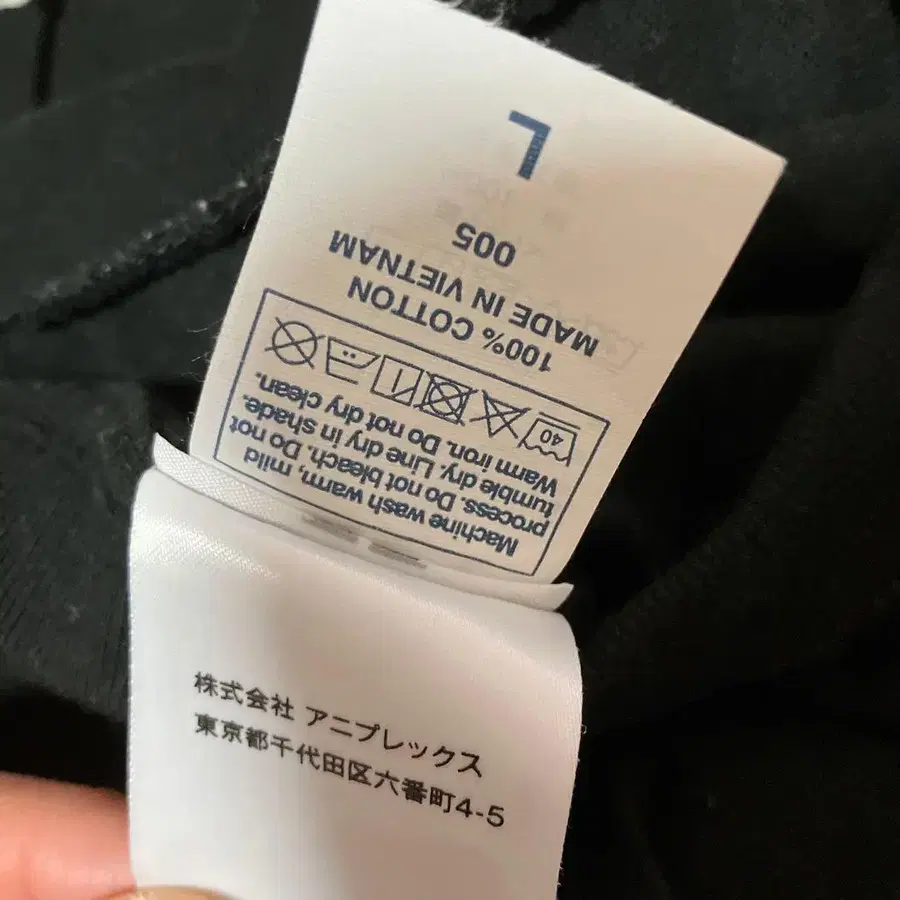 L
005
MADE IN VIETNAM
100% COTTON
40
Machine wash warm, mild
process. Do not bleach. Do not
tumble dry. Line dry in shade.
Warm iron. Do not dry clean.
株式会社 アニプレックス
東京都千代田区六番町4-5